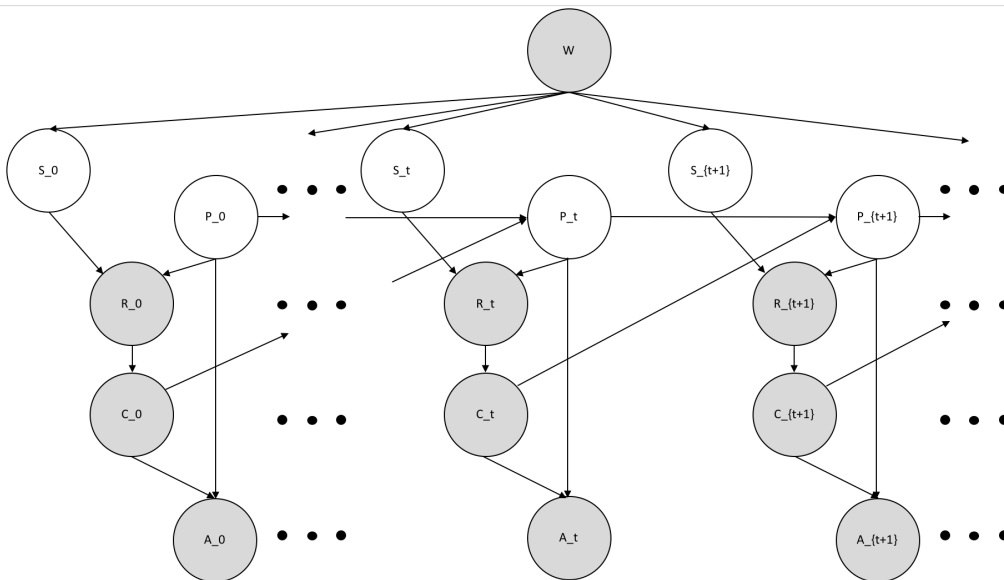 W
S_0
S_t
S_{t+1}
P_0
P_t
P_{t+1}
R_0
R_t
R_{t+1}
C_0
C_t
C_{t+1}
A_0
A_t
A_{t+1}